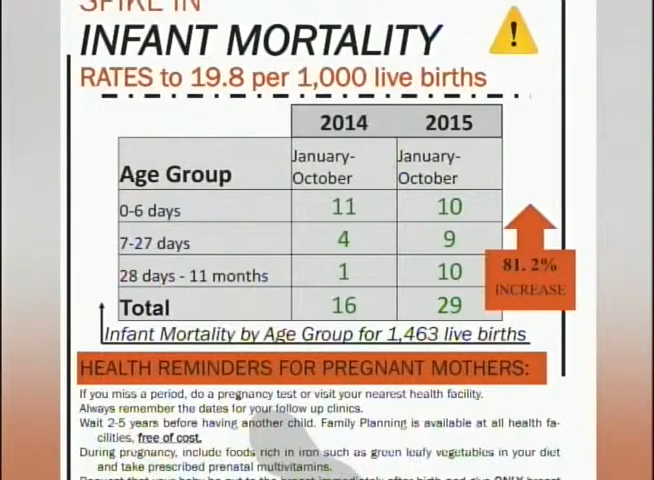 SPIKE IN
INFANT MORTALITY
RATES to 19.8 per 1,000 live births
2014 2015
Age Group January-October January-October
0-6 days 11 10
7-27 days 4 9
28 days - 11 months 1 10
Total 16 29
81.2%
INCREASE
Infant Mortality by Age Group for 1,463 live births
HEALTH REMINDERS FOR PREGNANT MOTHERS:
If you miss a period, do a pregnancy test or visit your nearest health facility.
Always remember the dates for your follow up clinics.
Wait 2-5 years before having another child. Family Planning is available at all health fa-
cilities, free of cost.
During pregnancy, include foods rich in iron such as green leafy vegetables in your diet
and take prescribed prenatal multivitamins.